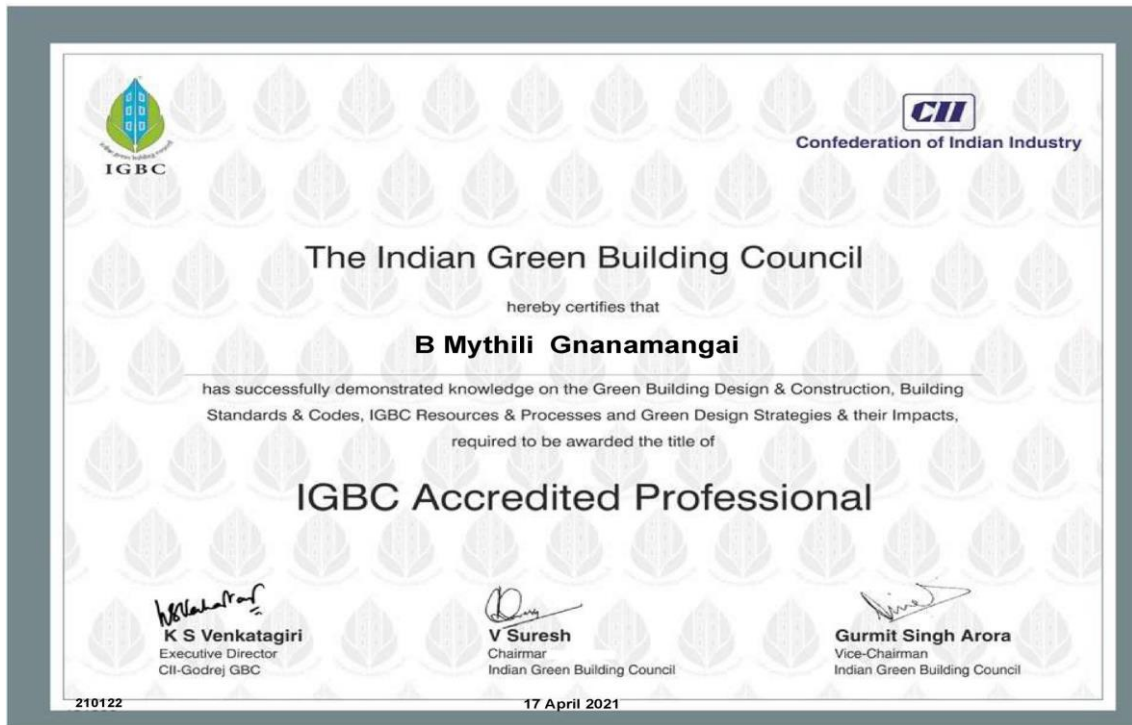 IGBC
CII
Confederation of Indian Industry
The Indian Green Building Council
hereby certifies that
B Mythili Gnanamangai
has successfully demonstrated knowledge on the Green Building Design & Construction, Building
Standards & Codes, IGBC Resources & Processes and Green Design Strategies & their Impacts,
required to be awarded the title of
IGBC Accredited Professional
K S Venkatagiri
Executive Director
CII-Godrej GBC
V Suresh
Chairmar
Indian Green Building Council
Gurmit Singh Arora
Vice-Chairman
Indian Green Building Council
210122
17 April 2021